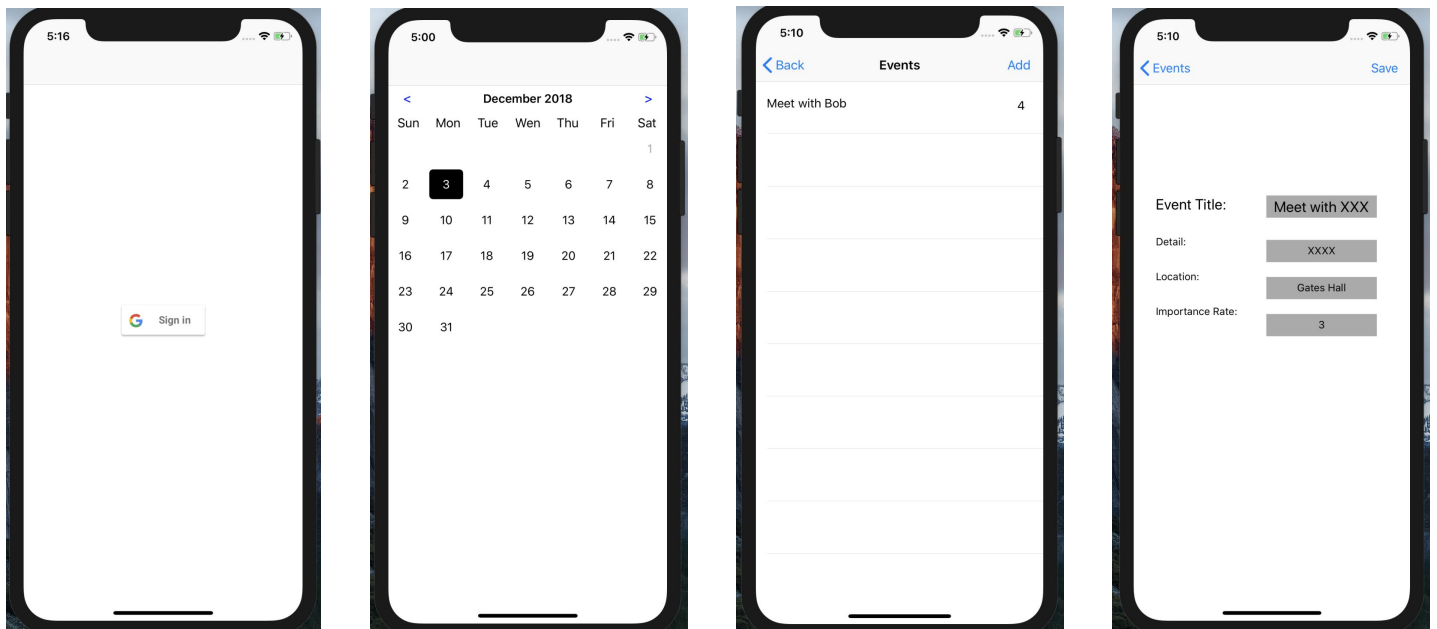 5:16
Sign in
5:00
< December 2018 >
Sun Mon Tue Wen Thu Fri Sat
1
2 3 4 5 6 7 8
9 10 11 12 13 14 15
16 17 18 19 20 21 22
23 24 25 26 27 28 29
30 31
5:10
Back Events Add
Meet with Bob 4
5:10
Events Save
Event Title: Meet with XXX
Detail: XXXX
Location: Gates Hall
Importance Rate: 3